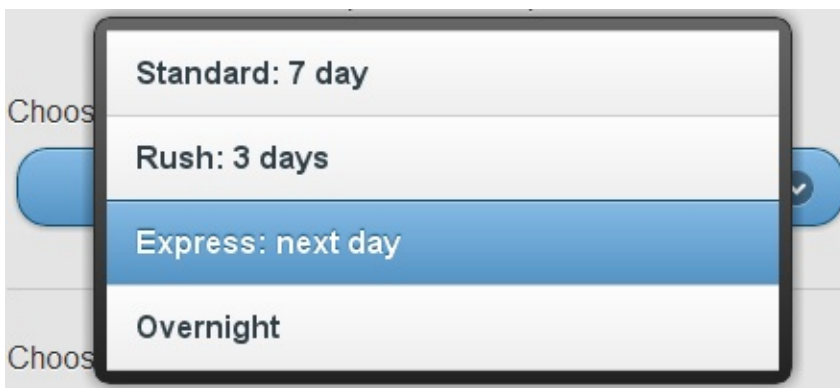 Standard: 7 day
Choos
Rush: 3 days
Express: next day
Overnight
Choos